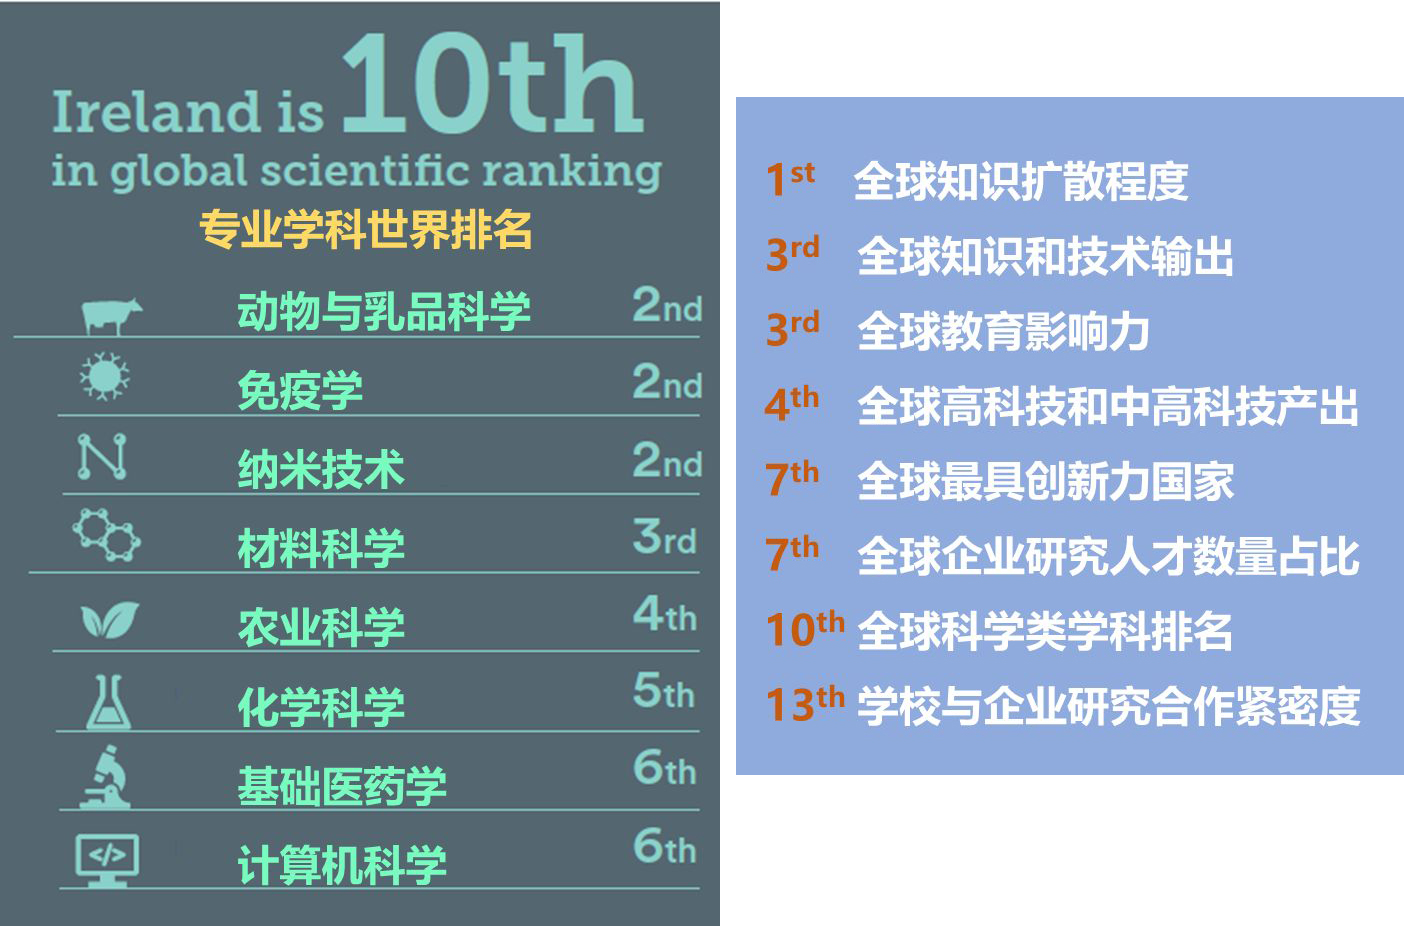 Ireland is 10th
in global scientific ranking
专业学科世界排名
动物与乳品科学 2nd
免疫学 2nd
纳米技术 2nd
材料科学 3rd
农业科学 4th
化学科学 5th
基础医药学 6th
</> 计算机科学 6th
1st 全球知识扩散程度
3rd 全球知识和技术输出
3rd 全球教育影响力
4th 全球高科技和中高科技产出
7th 全球最具创新力国家
7th 全球企业研究人才数量占比
10th 全球科学类学科排名
13th 学校与企业研究合作紧密度